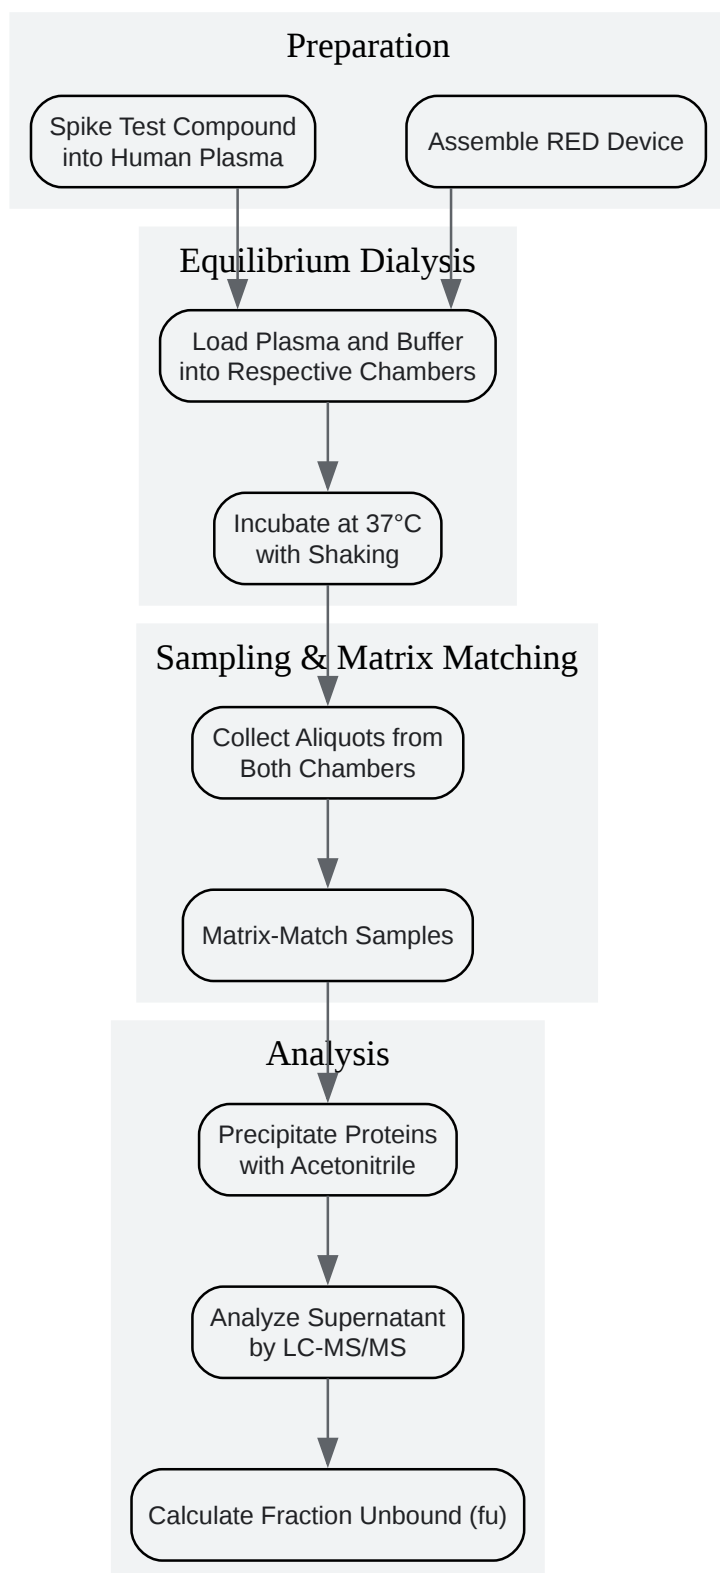 Preparation
Spike Test Compound
into Human Plasma
Assemble RED Device
Equilibrium Dialysis
Load Plasma and Buffer
into Respective Chambers
Incubate at 37°C
with Shaking
Sampling & Matrix Matching
Collect Aliquots from
Both Chambers
Matrix-Match Samples
Analysis
Precipitate Proteins
with Acetonitrile
Analyze Supernatant
by LC-MS/MS
Calculate Fraction Unbound (fu)